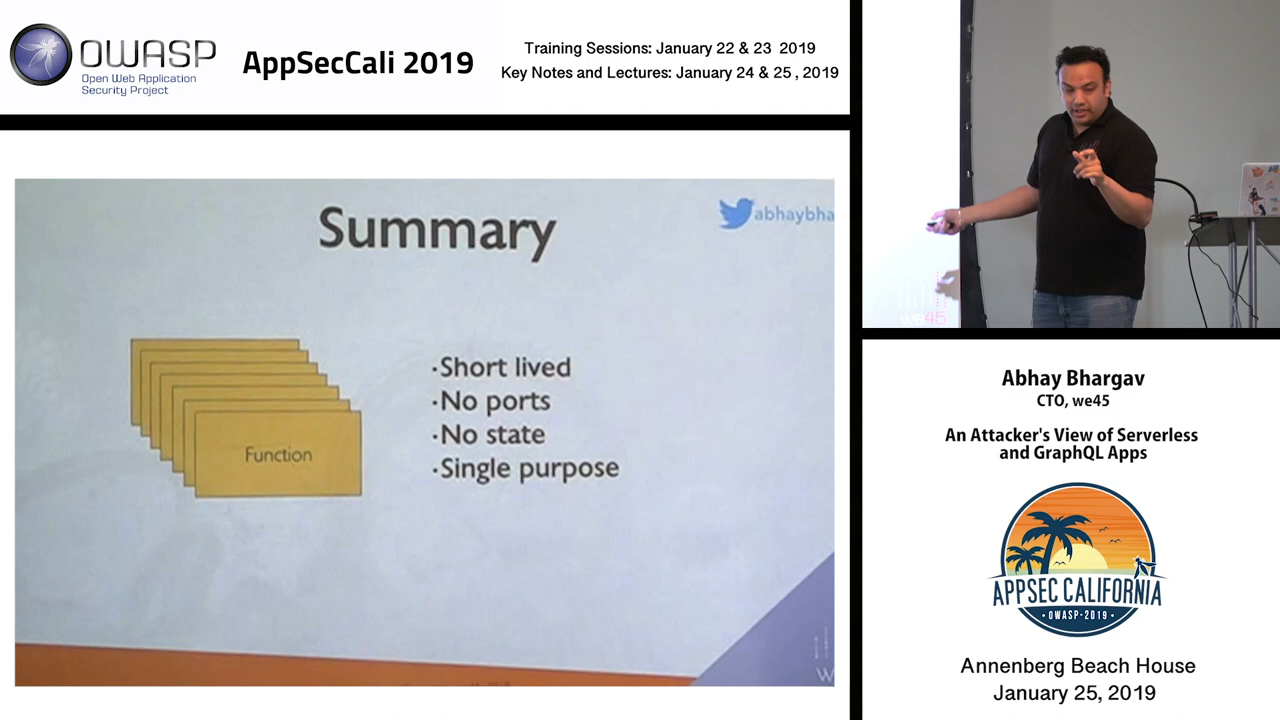 OWASP
Open Web Application
Security Project
AppSecCali 2019
Training Sessions: January 22 & 23 2019
Key Notes and Lectures: January 24 & 25 , 2019
Summary
abhaybha
Function
·Short lived
·No ports
·No state
·Single purpose
we45
Abhay Bhargav
CTO, we45
An Attacker's View of Serverless
and GraphQL Apps
APPSEC CALIFORNIA
·OWASP-2019·
Annenberg Beach House
January 25, 2019